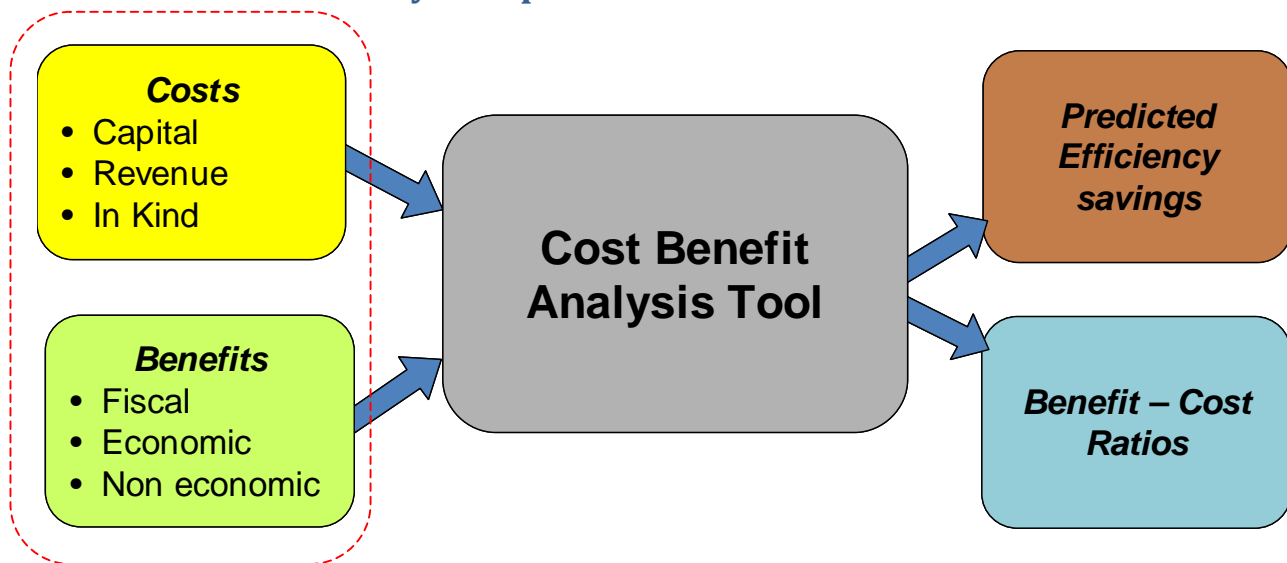 Costs
• Capital
• Revenue
• In Kind
Benefits
• Fiscal
• Economic
• Non economic
Cost Benefit
Analysis Tool
Predicted
Efficiency
savings
Benefit – Cost
Ratios